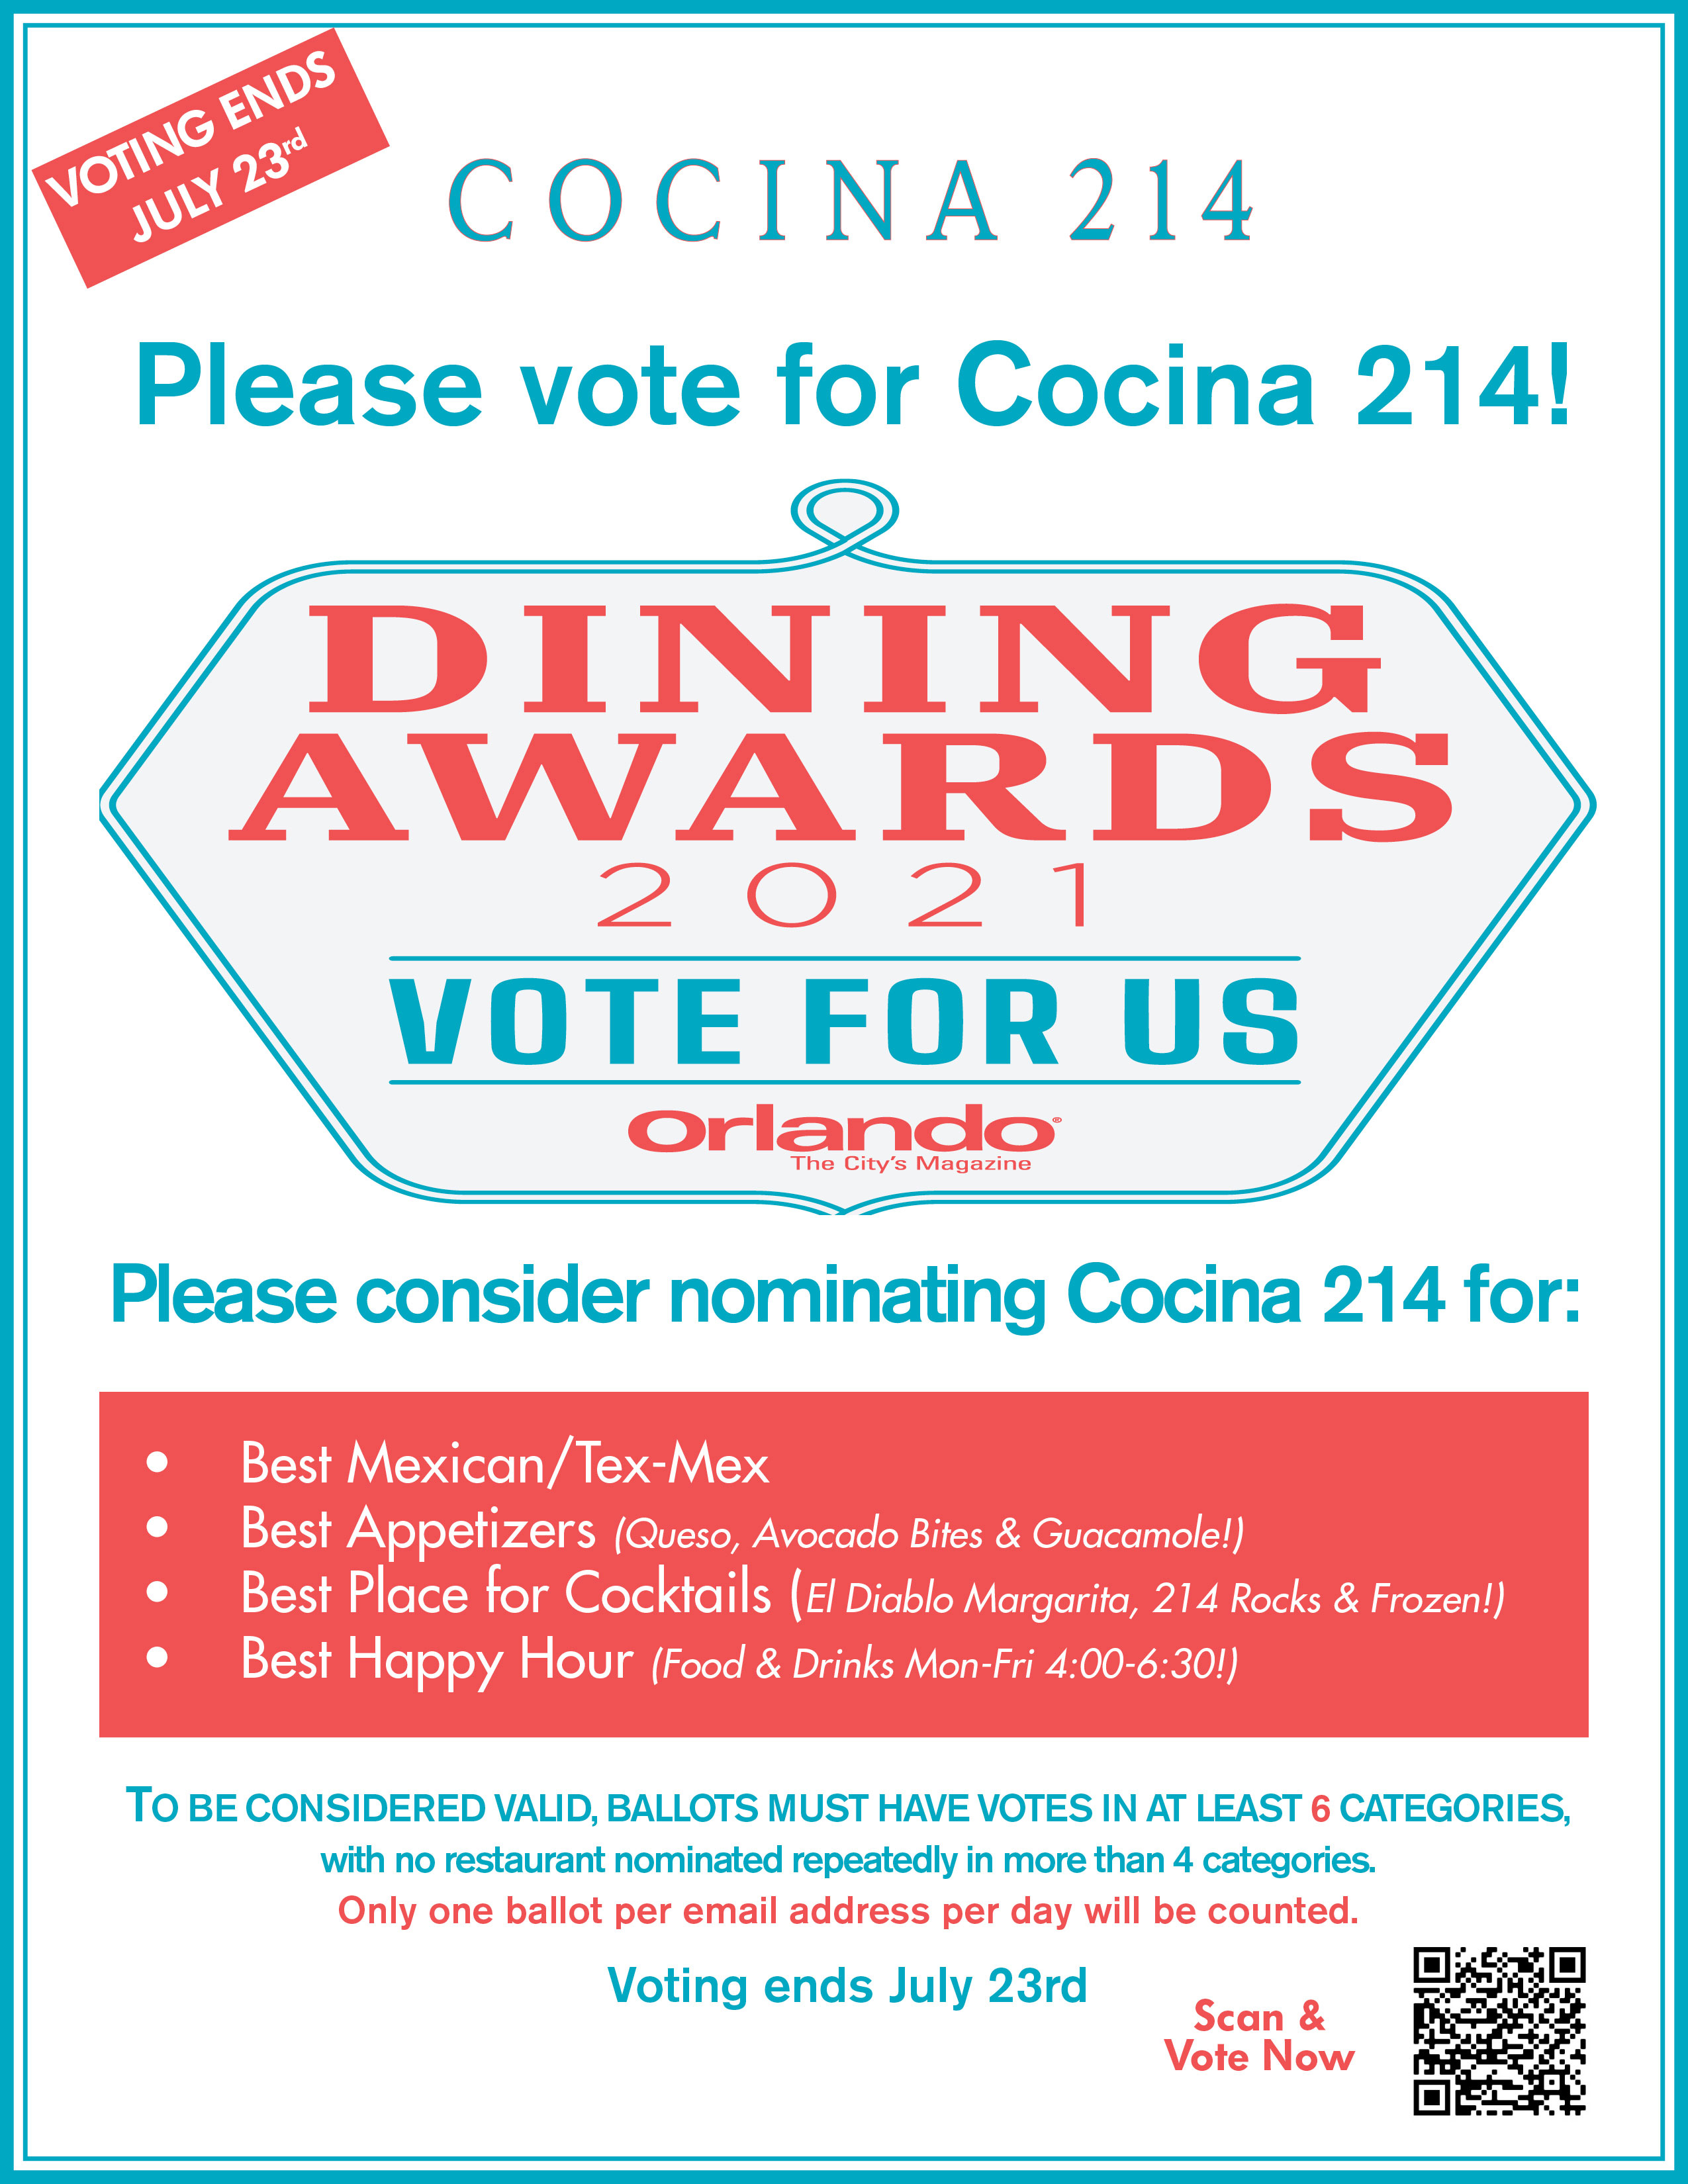 VOTING ENDS
JULY 23rd
COCINA 214
Please vote for Cocina 214!
DINING
AWARDS
2021
VOTE FOR US
Orlando®
The City's Magazine
Please consider nominating Cocina 214 for:
• Best Mexican/Tex-Mex
• Best Appetizers (Queso, Avocado Bites & Guacamole!)
• Best Place for Cocktails (El Diablo Margarita, 214 Rocks & Frozen!)
• Best Happy Hour (Food & Drinks Mon-Fri 4:00-6:30!)
TO BE CONSIDERED VALID, BALLOTS MUST HAVE VOTES IN AT LEAST 6 CATEGORIES,
with no restaurant nominated repeatedly in more than 4 categories.
Only one ballot per email address per day will be counted.
Voting ends July 23rd
Scan &
Vote Now